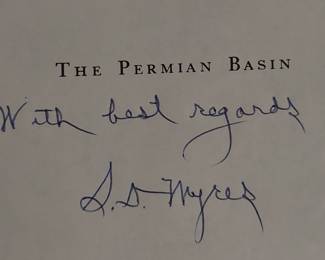 THE PERMIAN BASIN
With best regards
S.D. Myres